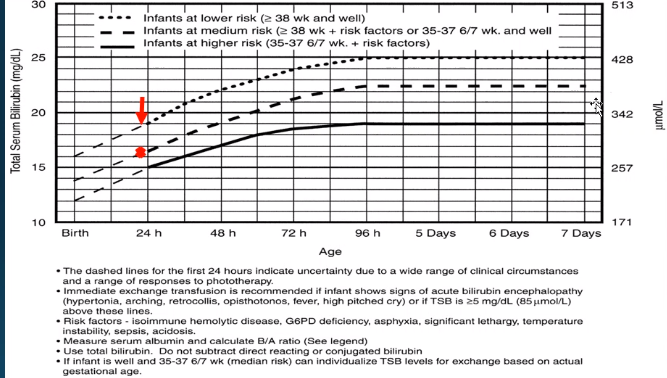 30
513
Infants at lower risk (≥ 38 wk and well)
Infants at medium risk (≥ 38 wk + risk factors or 35-37 6/7 wk. and well
Infants at higher risk (35-37 6/7 wk. + risk factors)
25
428
20
342
15
257
10
171
Total Serum Bilirubin (mg/dL)
µmol/L
Birth 24 h 48 h 72 h 96 h 5 Days 6 Days 7 Days
Age
• The dashed lines for the first 24 hours indicate uncertainty due to a wide range of clinical circumstances
and a range of responses to phototherapy.
• Immediate exchange transfusion is recommended if infant shows signs of acute bilirubin encephalopathy
(hypertonia, arching, retrocollis, opisthotonos, fever, high pitched cry) or if TSB is ≥5 mg/dL (85 µmol/L)
above these lines.
• Risk factors - isoimmune hemolytic disease, G6PD deficiency, asphyxia, significant lethargy, temperature
instability, sepsis, acidosis.
• Measure serum albumin and calculate B/A ratio (See legend)
• Use total bilirubin. Do not subtract direct reacting or conjugated bilirubin
• If infant is well and 35-37 6/7 wk (median risk) can individualize TSB levels for exchange based on actual
gestational age.